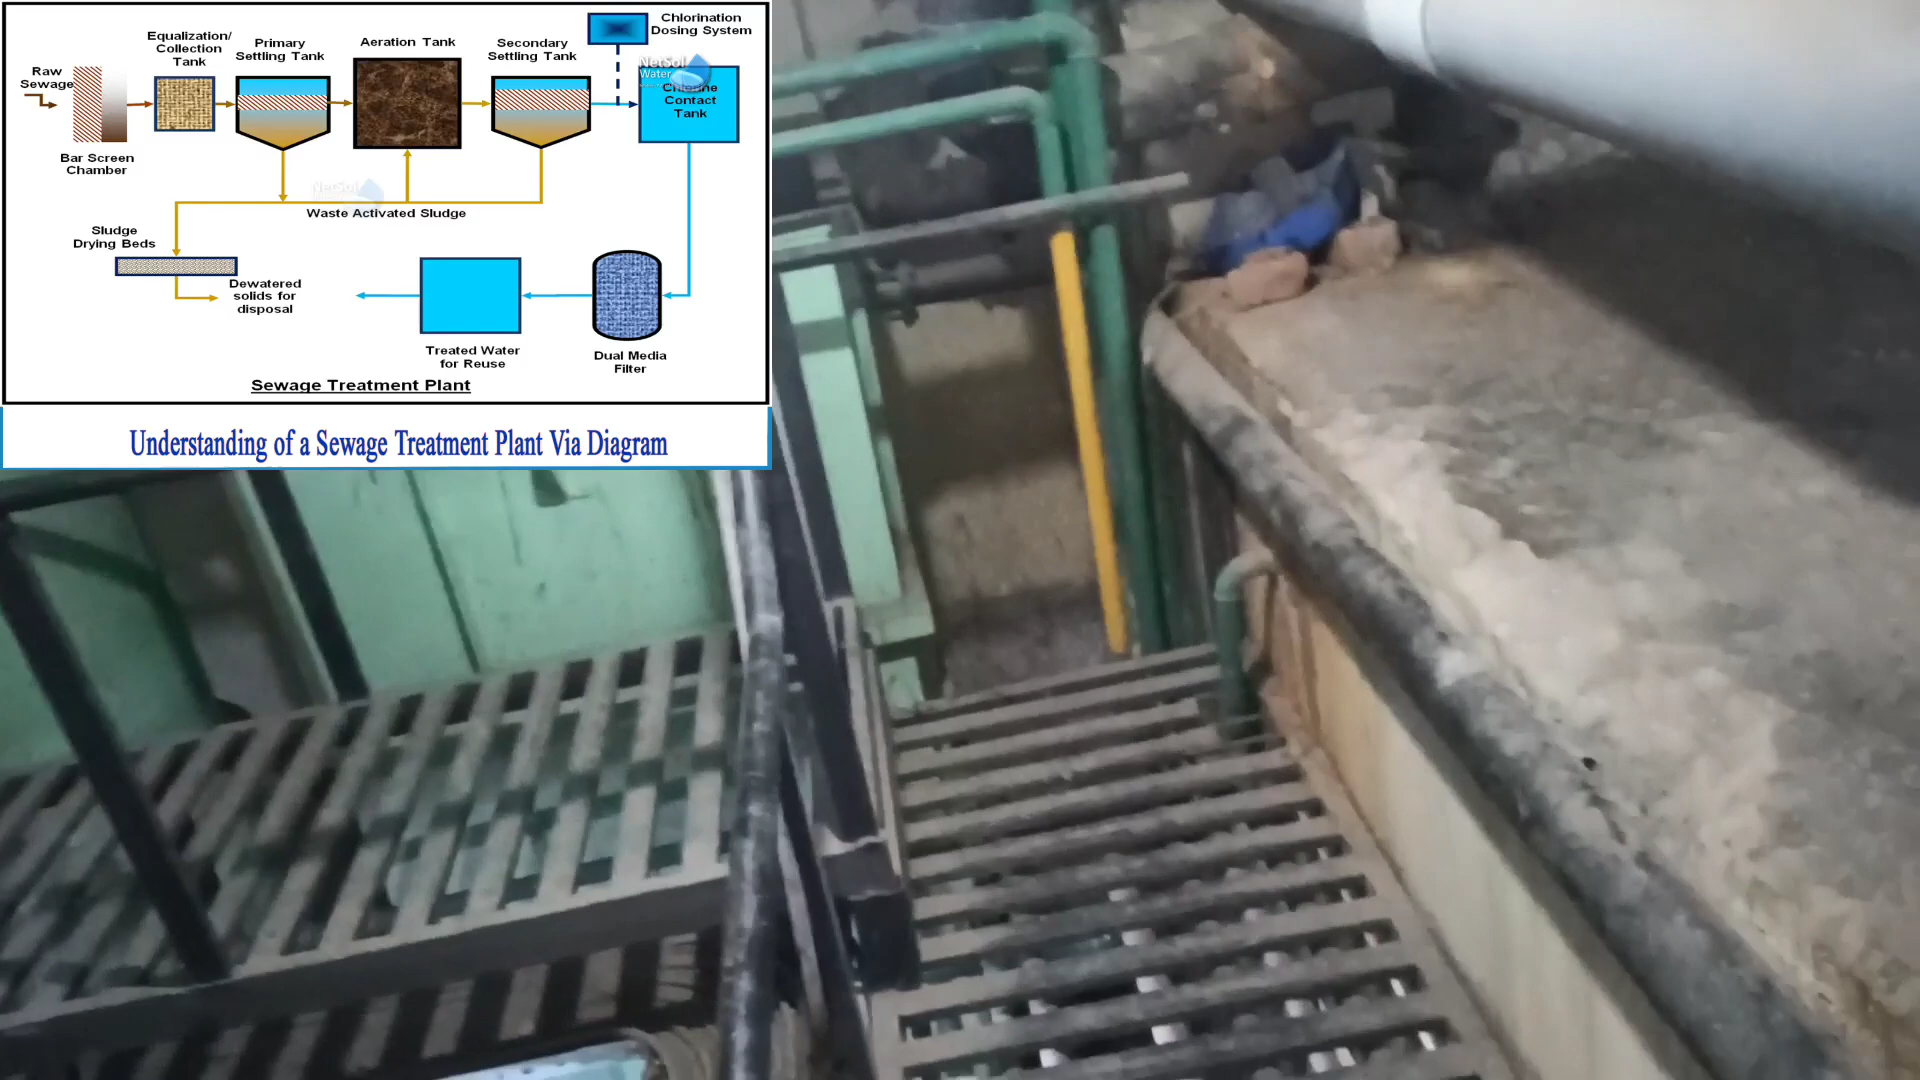 Chlorination
Dosing System
Equalization/
Collection
Tank
Primary
Settling Tank
Aeration Tank
Secondary
Settling Tank
Raw
Sewage
NetSol
Water
Chlorine
Contact
Tank
Bar Screen
Chamber
NetSol
Waste Activated Sludge
Sludge
Drying Beds
Dewatered
solids for
disposal
Treated Water
for Reuse
Dual Media
Filter
Sewage Treatment Plant
Understanding of a Sewage Treatment Plant Via Diagram